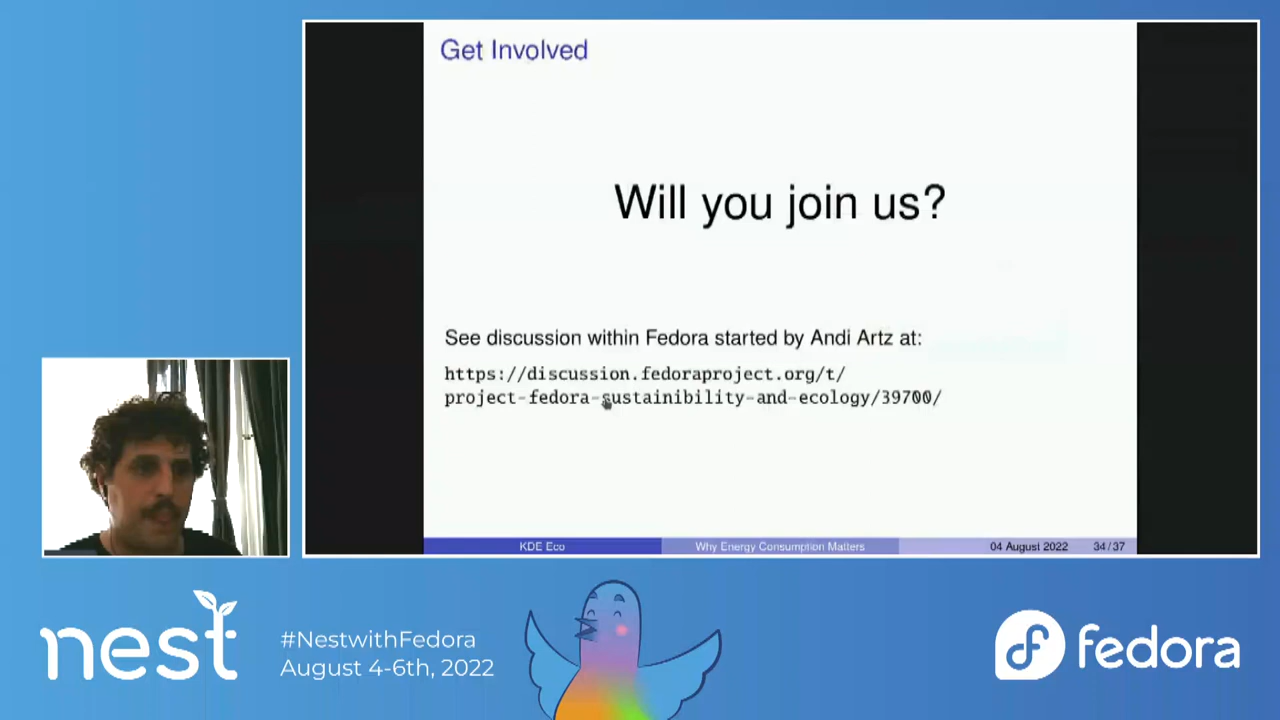 Get Involved
Will you join us?
See discussion within Fedora started by Andi Artz at:
https://discussion.fedoraproject.org/t/
project-fedora-sustainibility-and-ecology/39700/
KDE Eco
Why Energy Consumption Matters
04 August 2022
34/37
nest
#NestwithFedora
August 4-6th, 2022
fedora